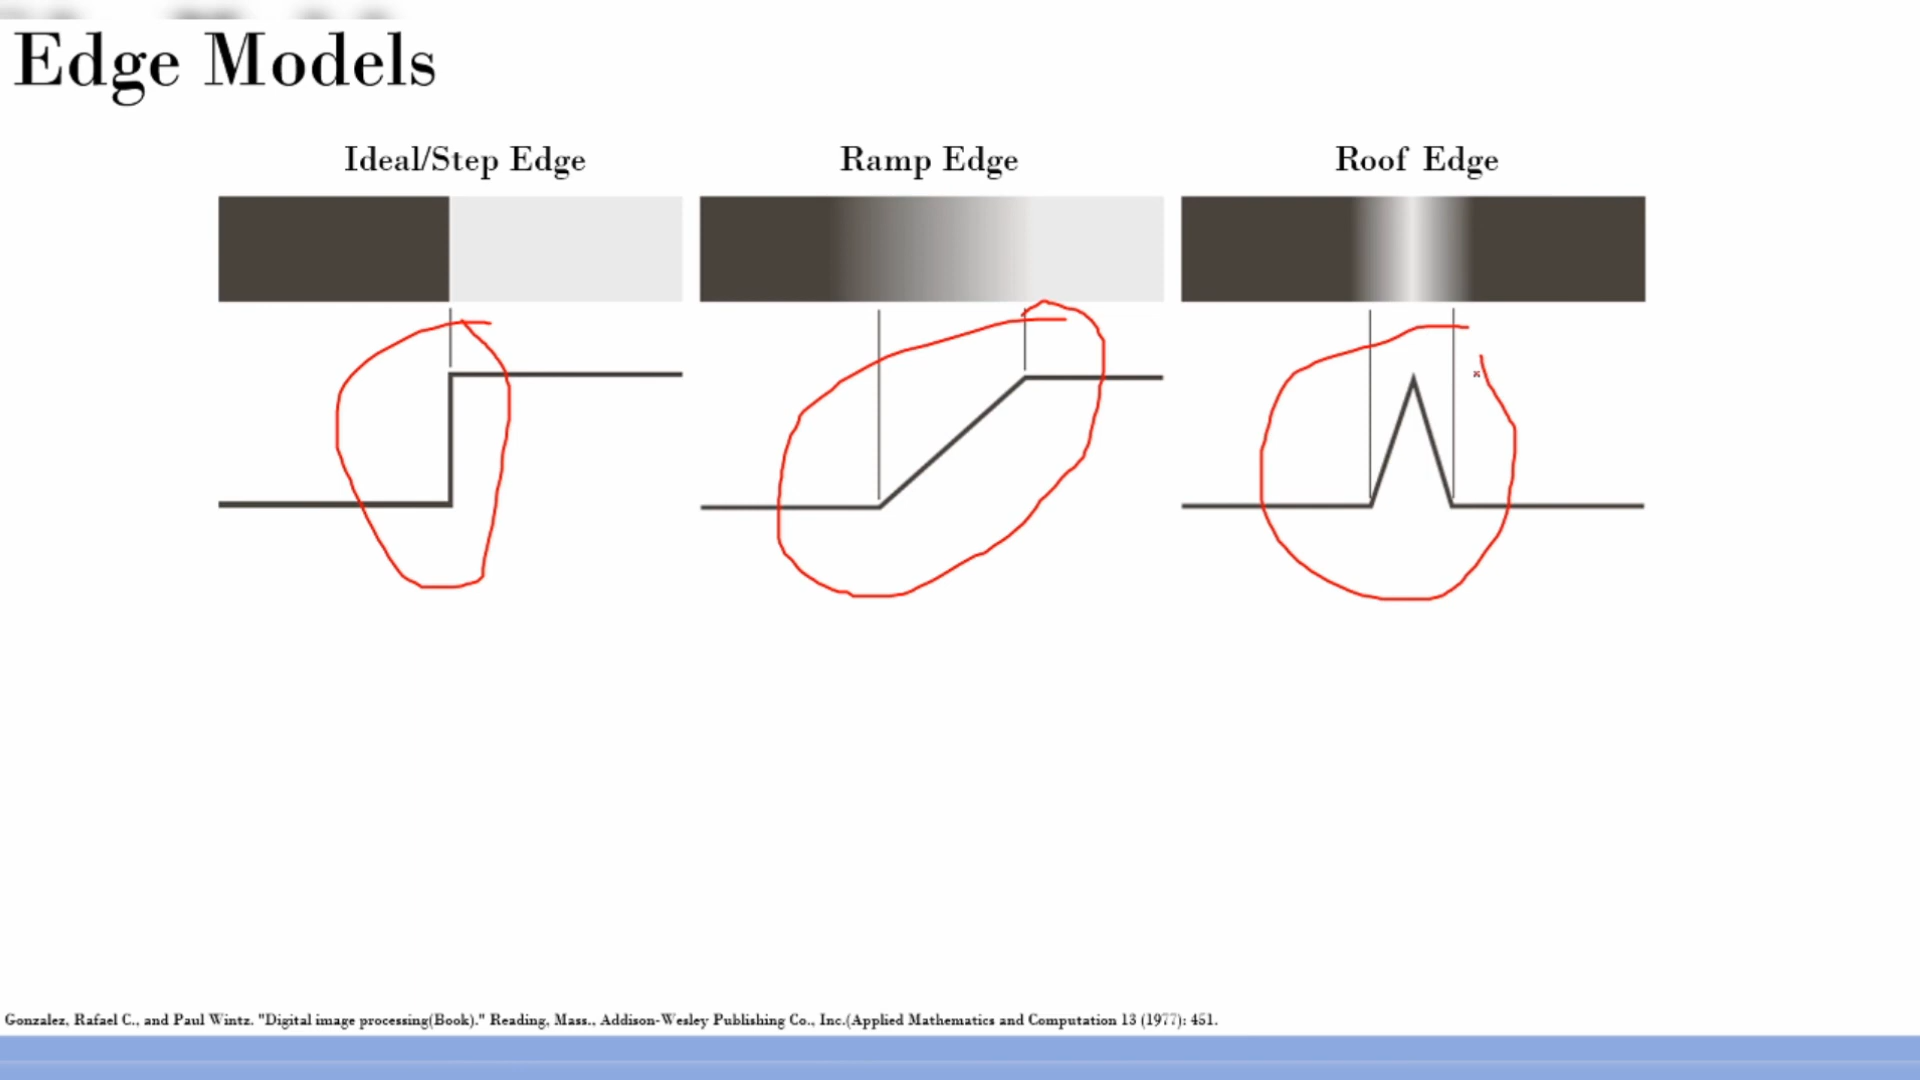 Edge Models
Ideal/Step Edge
Ramp Edge
Roof Edge
Gonzalez, Rafael C., and Paul Wintz. "Digital image processing(Book)." Reading, Mass., Addison-Wesley Publishing Co., Inc.(Applied Mathematics and Computation 13 (1977): 451.